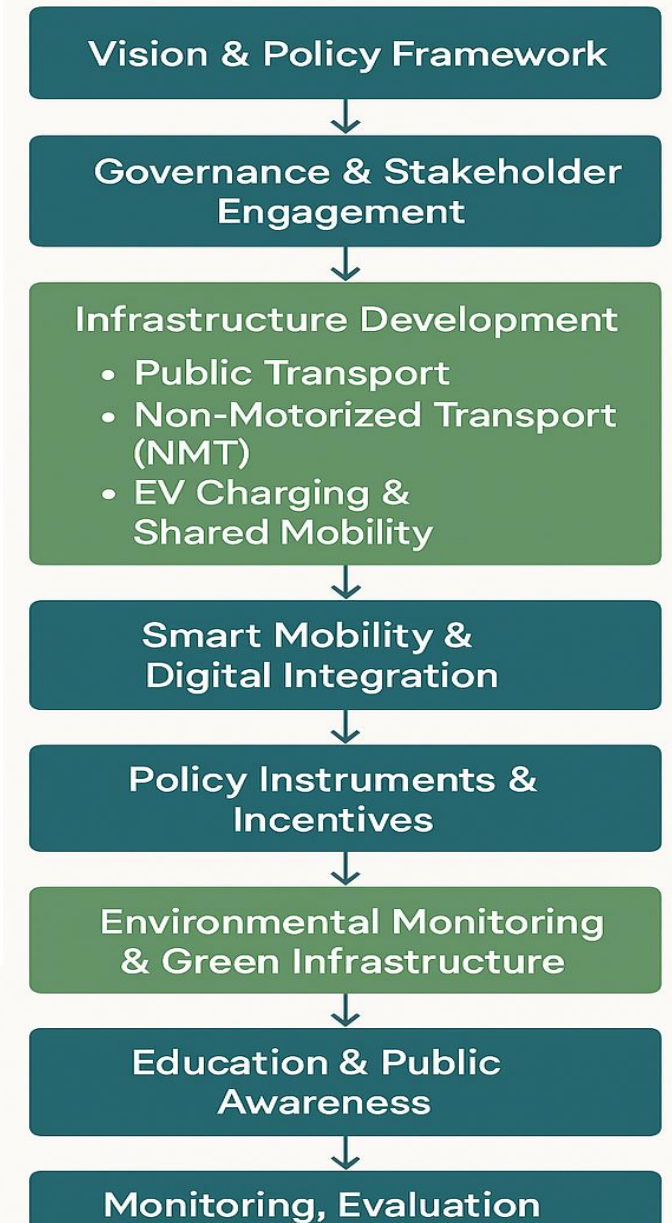 Vision & Policy Framework
Governance & Stakeholder
Engagement
Infrastructure Development
• Public Transport
• Non-Motorized Transport
(NMT)
• EV Charging &
Shared Mobility
Smart Mobility &
Digital Integration
Policy Instruments &
Incentives
Environmental Monitoring
& Green Infrastructure
Education & Public
Awareness
Monitoring, Evaluation